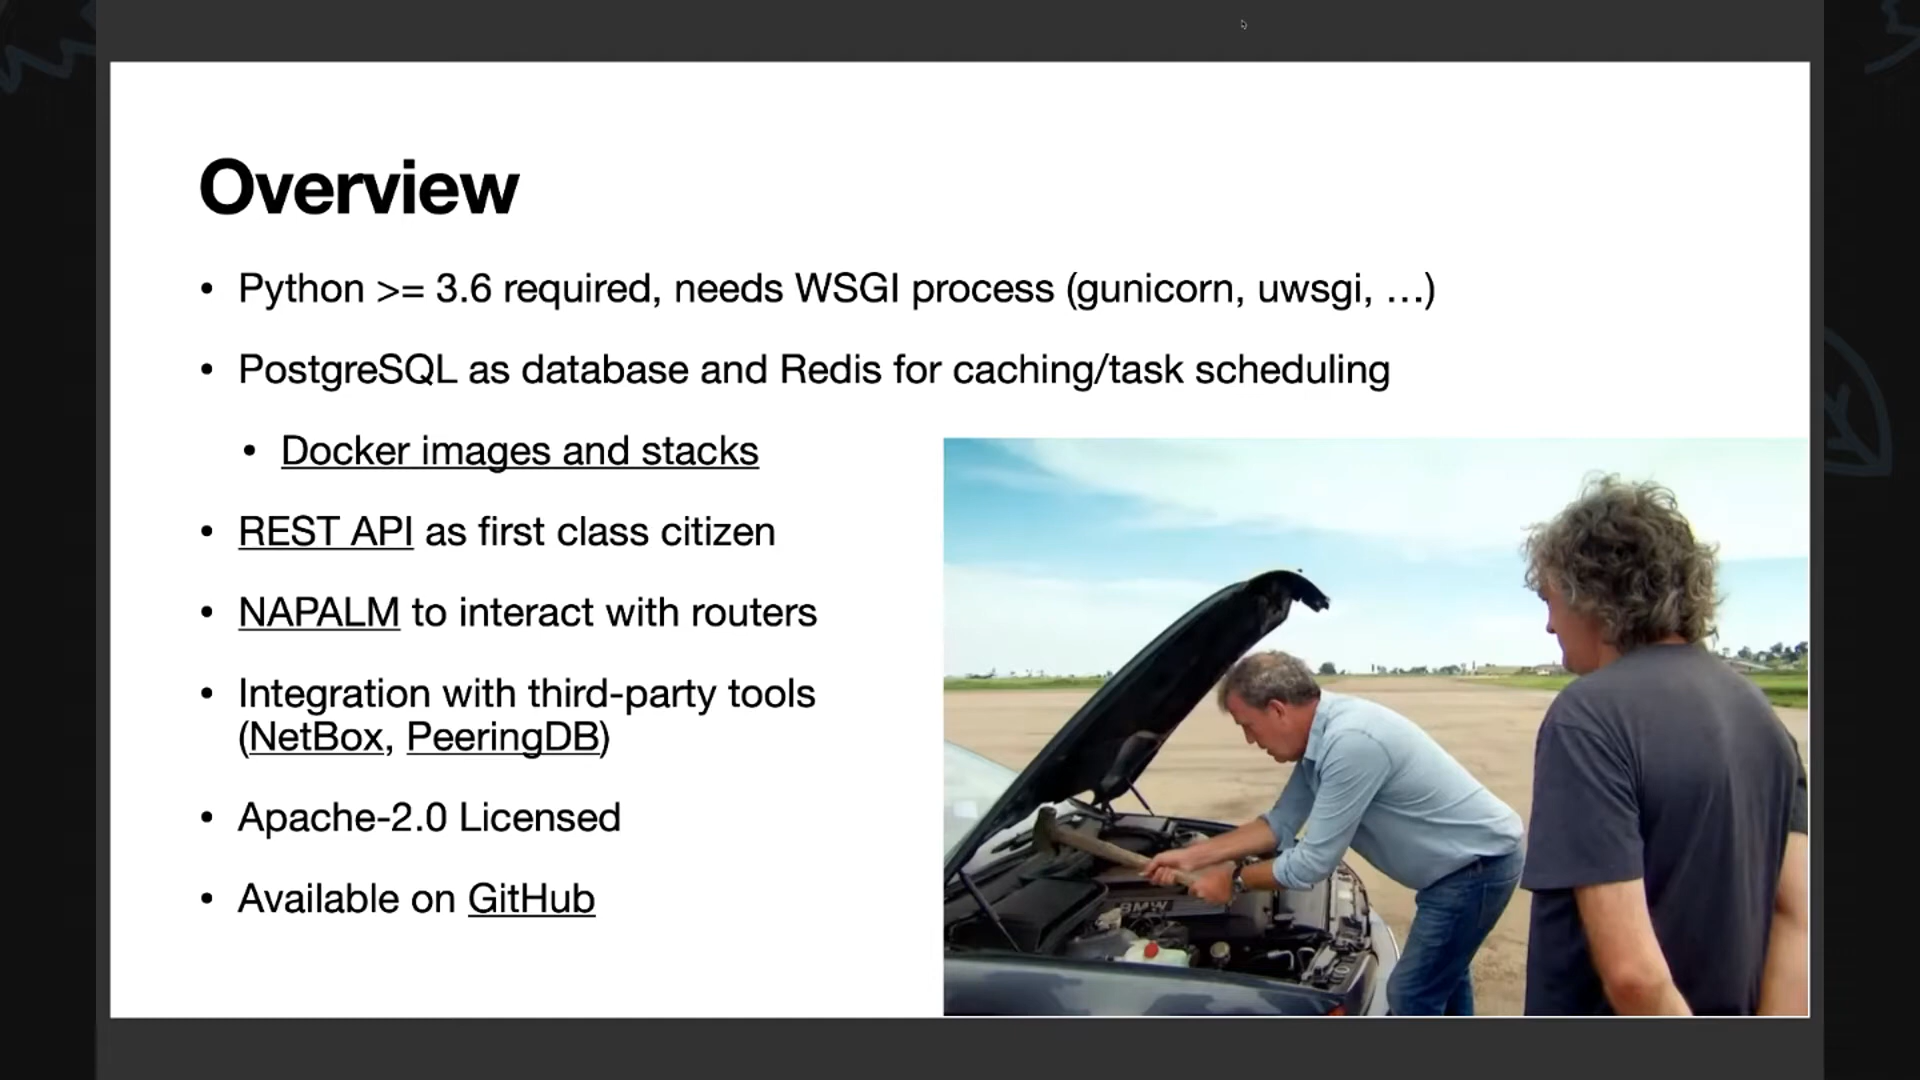 Overview
• Python >= 3.6 required, needs WSGI process (gunicorn, uwsgi, …)
• PostgreSQL as database and Redis for caching/task scheduling
• Docker images and stacks
• REST API as first class citizen
• NAPALM to interact with routers
• Integration with third-party tools
(NetBox, PeeringDB)
• Apache-2.0 Licensed
• Available on GitHub
BMW